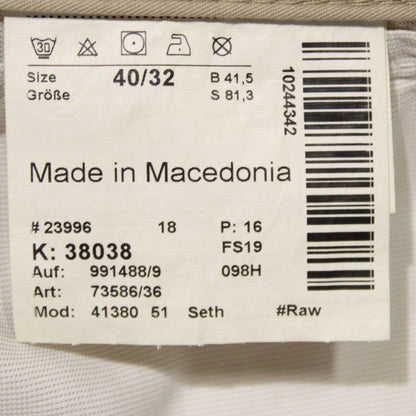 30
Size 40/32 B 41,5
Größe S 81,3
10244342
Made in Macedonia
# 23996 18 P: 16
K: 38038 FS19
Auf: 991488/9 098H
Art: 73586/36
Mod: 41380 51 Seth #Raw